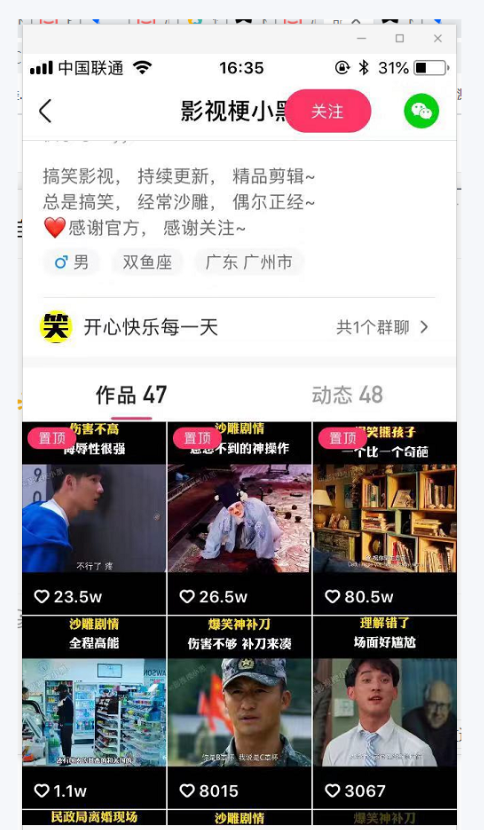 中国联通
16:35
31%
影视梗小黑
关注
搞笑影视， 持续更新， 精品剪辑~
总是搞笑， 经常沙雕， 偶尔正经~
感谢官方， 感谢关注~
男
双鱼座
广东 广州市
笑
开心快乐每一天
共1个群聊
作品 47
动态 48
置顶
伤害不高
侮辱性很强
不行了 疼
23.5w
置顶
沙雕剧情
意想不到的神操作
26.5w
置顶
爆笑熊孩子
一个比一个奇葩
80.5w
沙雕剧情
全程高能
1.1w
爆笑神补刀
伤害不够 补刀来凑
8015
理解错了
场面好尴尬
3067
民政局离婚现场
沙雕剧情
爆笑神补刀